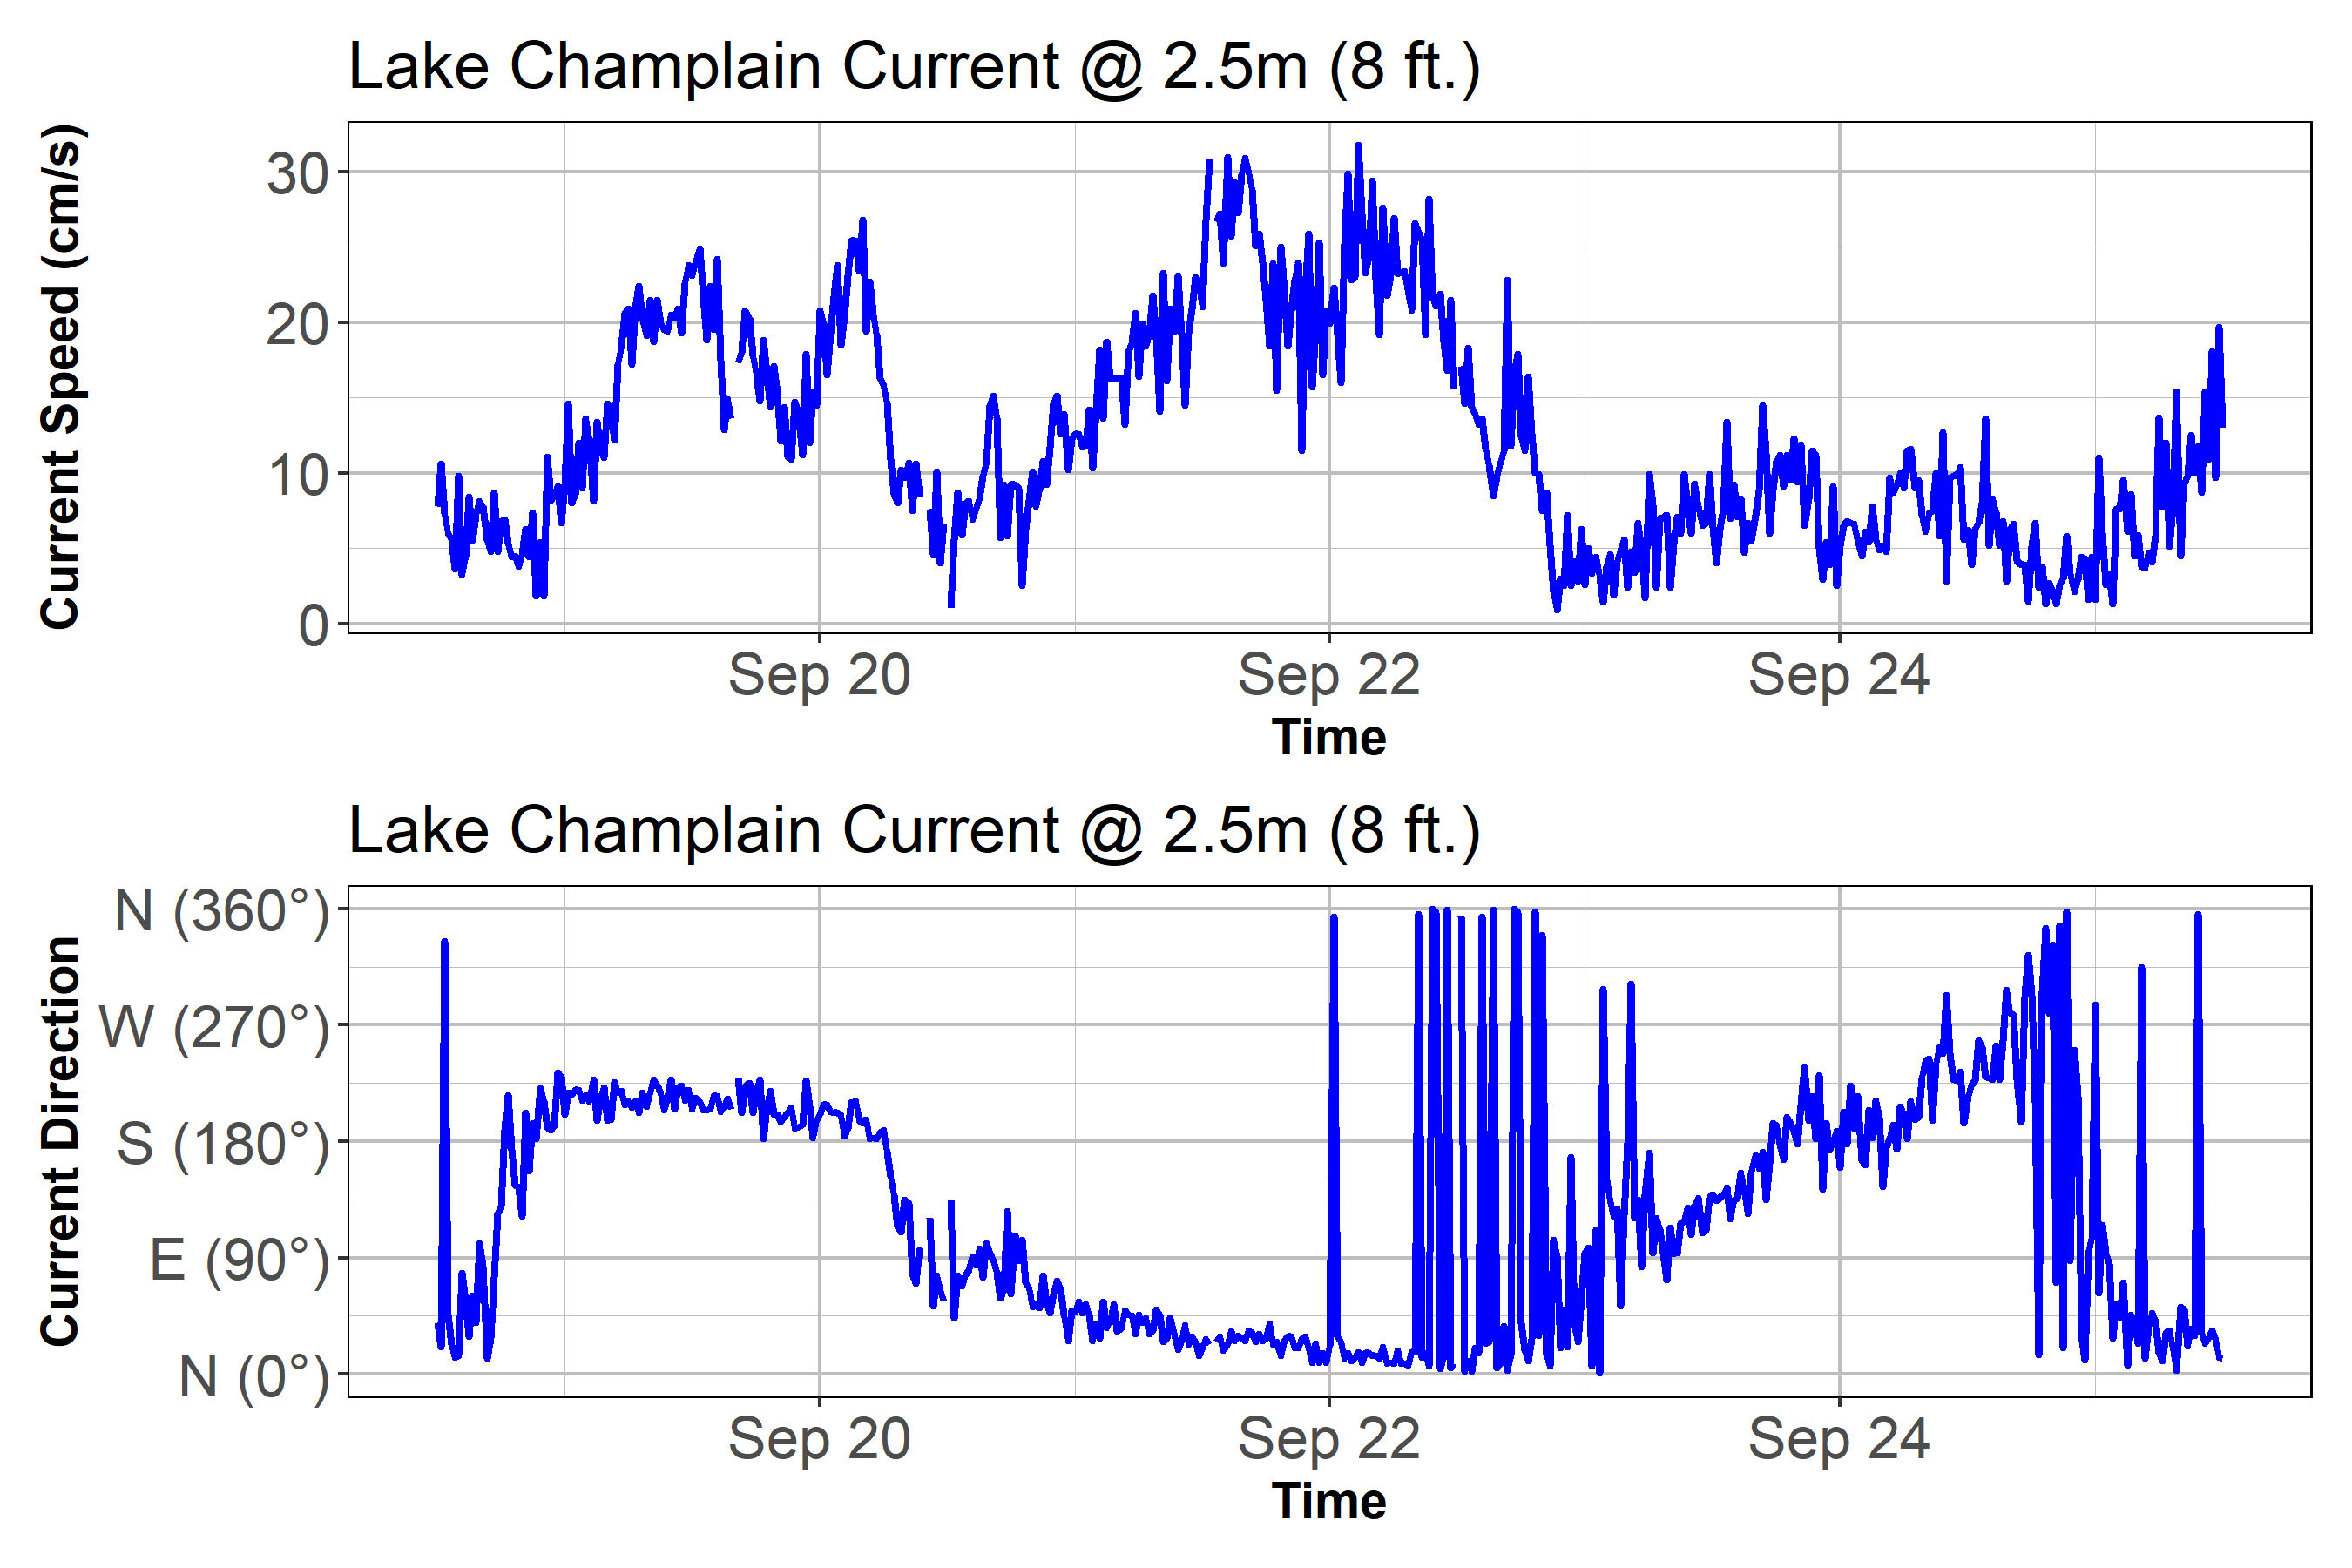 Lake Champlain Current @ 2.5m (8 ft.)
Current Speed (cm/s)
30
20
10
0
Sep 20 Sep 22 Sep 24
Time
Lake Champlain Current @ 2.5m (8 ft.)
Current Direction
N (360°)
W (270°)
S (180°)
E (90°)
N (0°)
Sep 20 Sep 22 Sep 24
Time